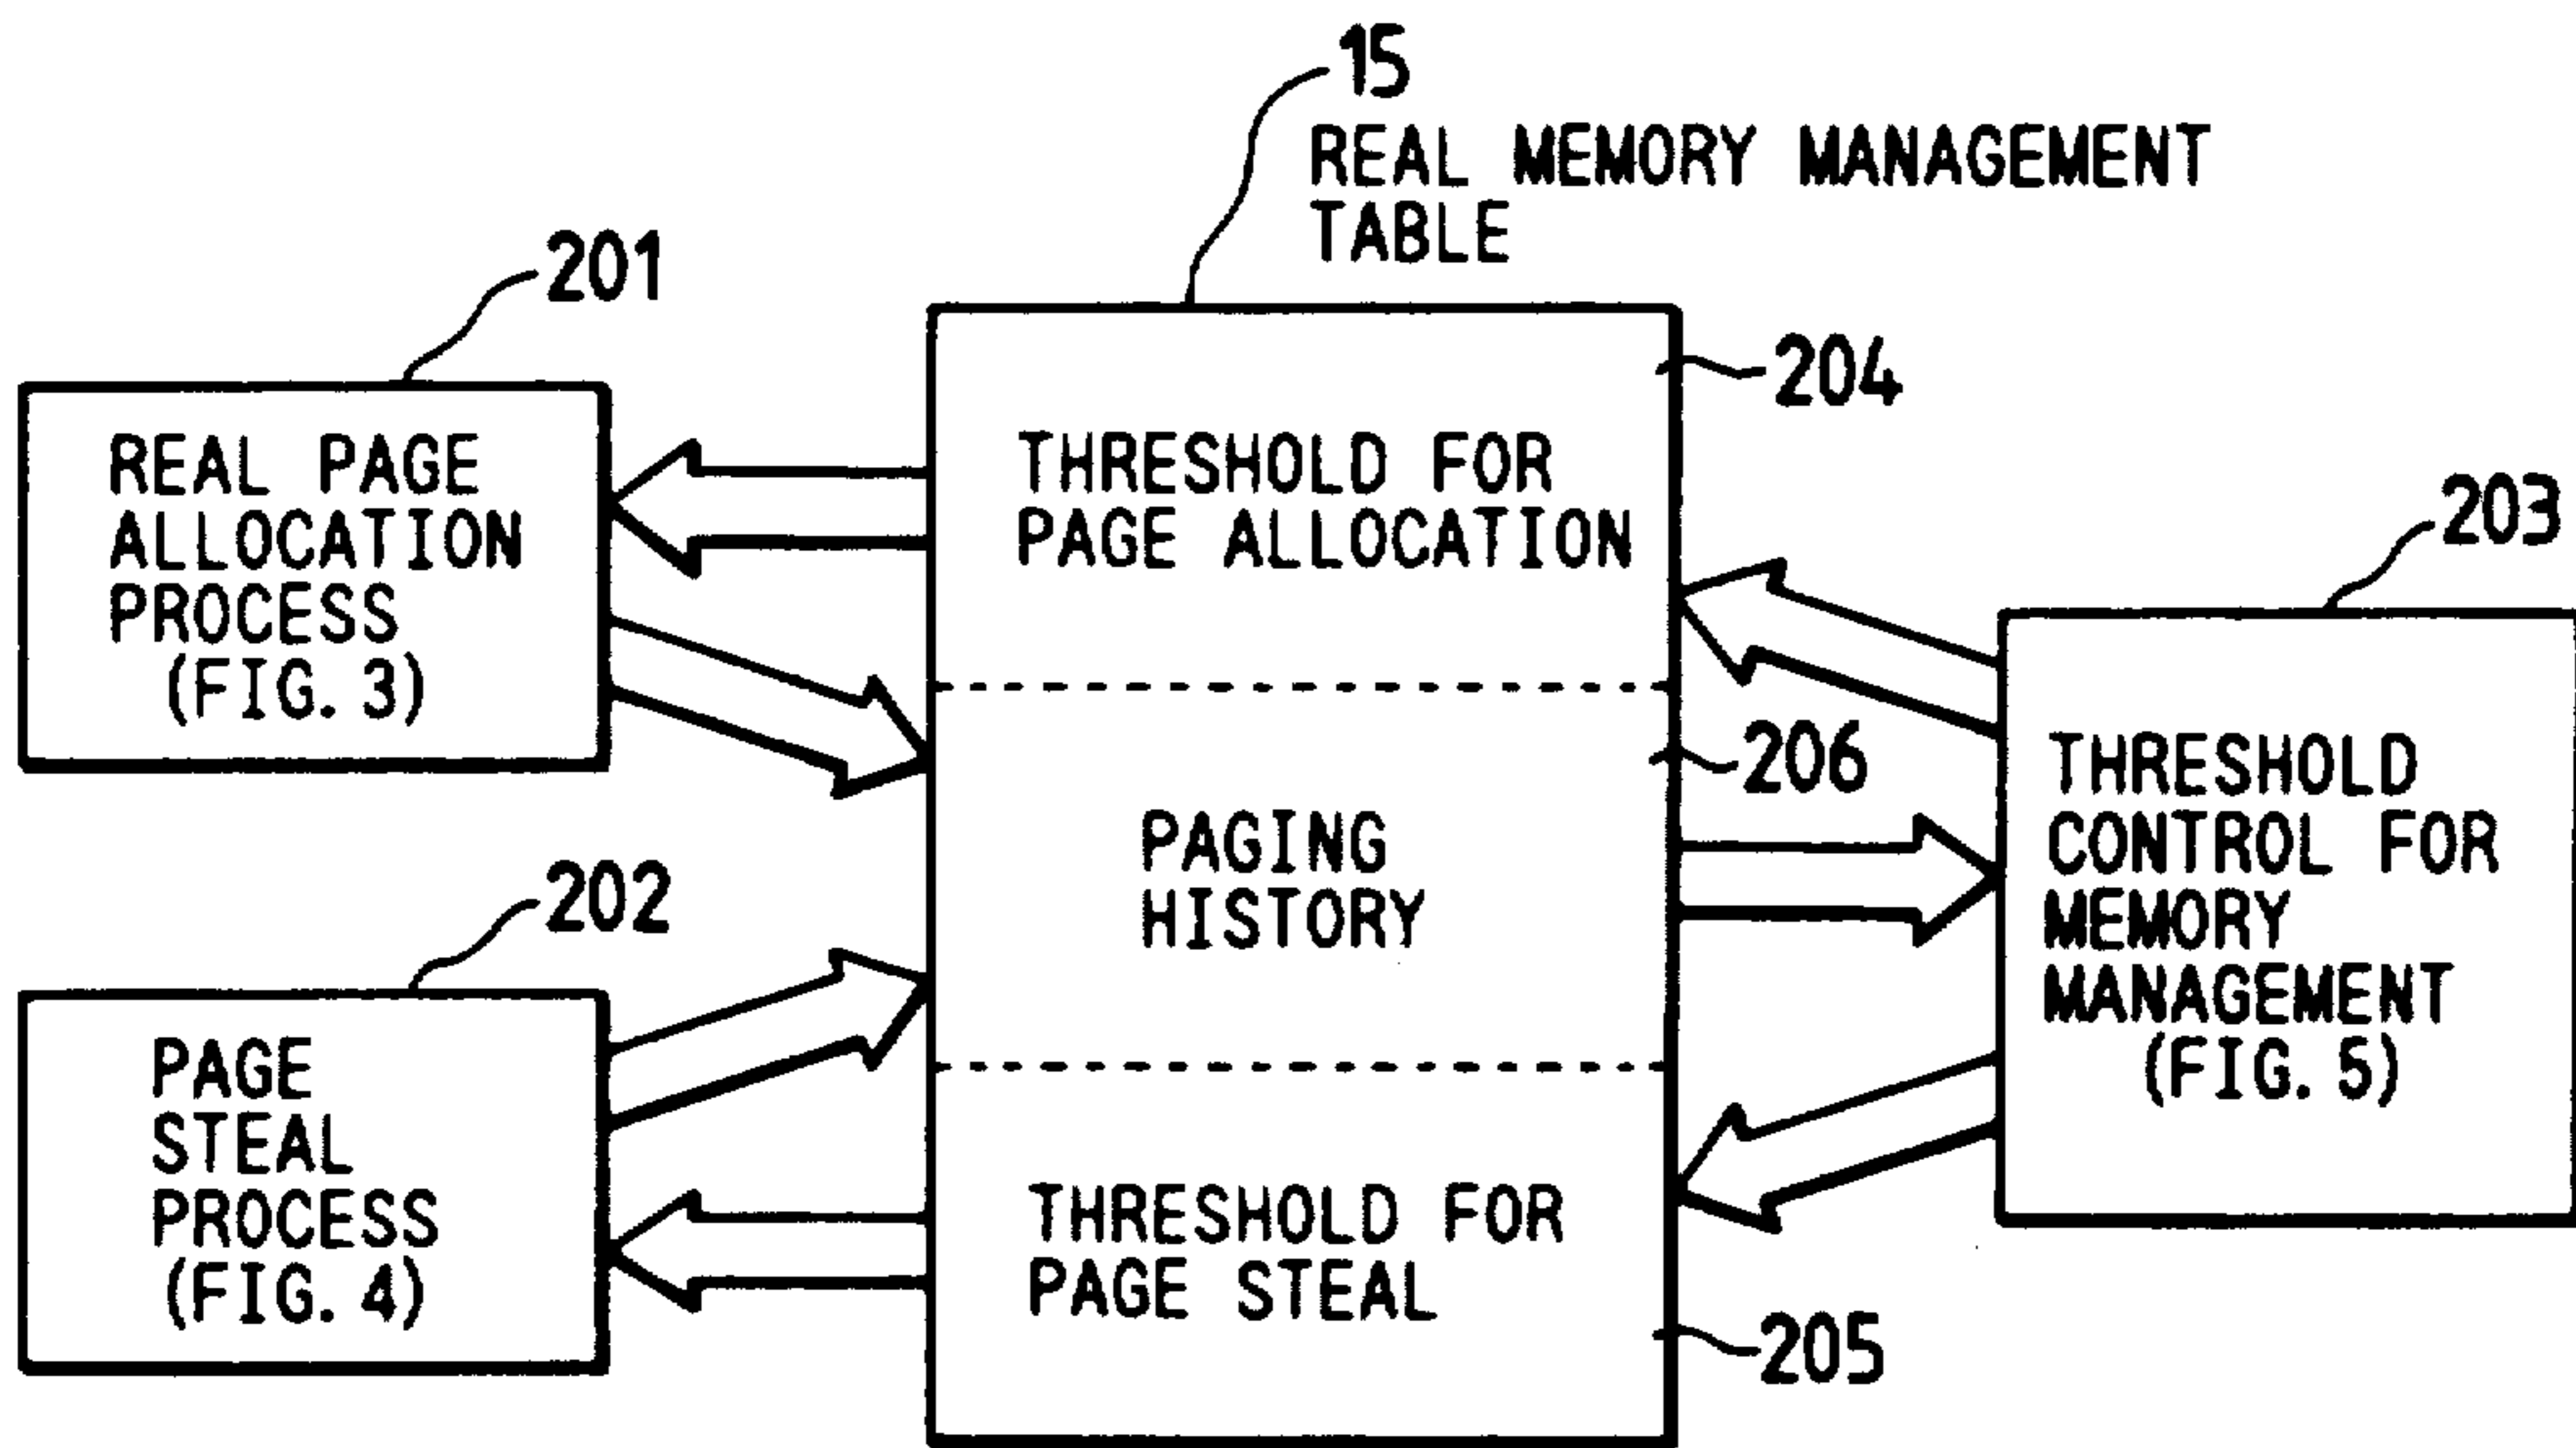 15
REAL MEMORY MANAGEMENT
TABLE
201
REAL PAGE
ALLOCATION
PROCESS
(FIG. 3)
204
THRESHOLD FOR
PAGE ALLOCATION
203
206
PAGING
HISTORY
THRESHOLD
CONTROL FOR
MEMORY
MANAGEMENT
(FIG. 5)
202
PAGE
STEAL
PROCESS
(FIG. 4)
THRESHOLD FOR
PAGE STEAL
205